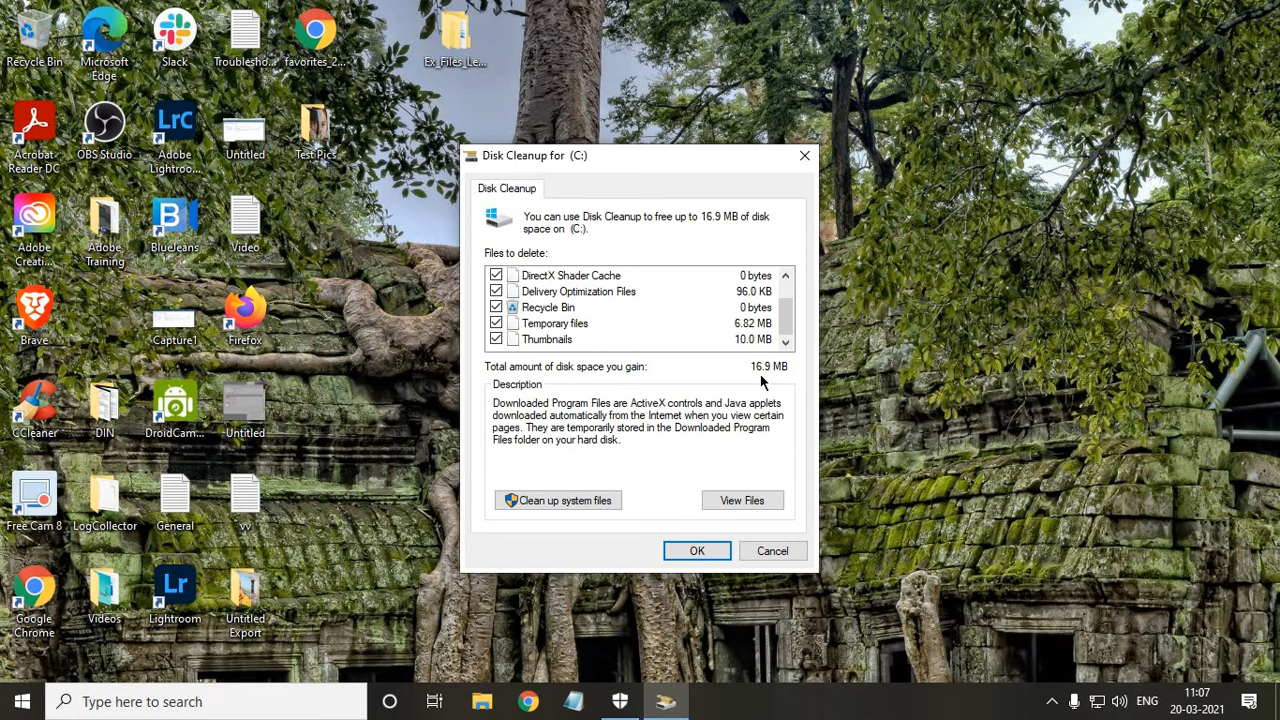 Recycle Bin
Microsoft
Edge
Slack
Troublesho...
favorites_2...
Ex_Files_Le...
Acrobat
Reader DC
OBS Studio
Adobe
Lightroo...
Untitled
Test Pics
Adobe
Creati...
Adobe
Training
BlueJeans
Video
Brave
Capture1
Firefox
CCleaner
DIN
DroidCam...
Untitled
Free Cam 8
LogCollector
General
vv
Google
Chrome
Videos
Lightroom
Untitled
Export
Disk Cleanup for (C:)
Disk Cleanup
You can use Disk Cleanup to free up to 16.9 MB of disk
space on (C:).
Files to delete:
DirectX Shader Cache 0 bytes
Delivery Optimization Files 96.0 KB
Recycle Bin 0 bytes
Temporary files 6.82 MB
Thumbnails 10.0 MB
Total amount of disk space you gain: 16.9 MB
Description
Downloaded Program Files are ActiveX controls and Java applets
downloaded automatically from the Internet when you view certain
pages. They are temporarily stored in the Downloaded Program
Files folder on your hard disk.
Clean up system files
View Files
OK
Cancel
Type here to search
ENG
11:07
20-03-2021